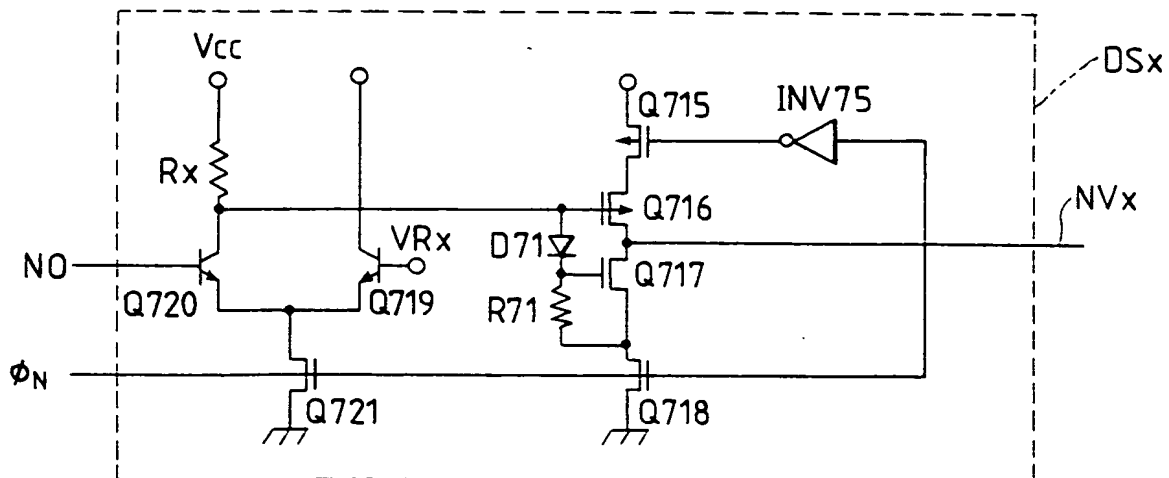 DSx
Vcc
Q715
INV75
Rx
Q716
NVx
D71
VRx
NO
Q720
Q719
Q717
R71
φN
Q721
Q718